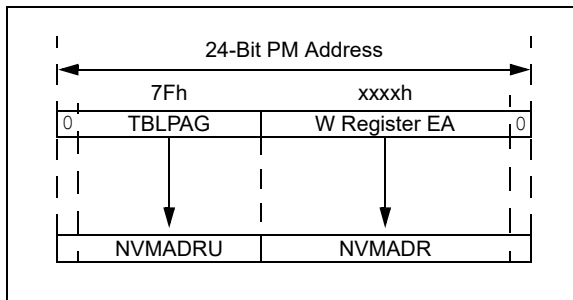 24-Bit PM Address
7Fh xxxxh
0 TBLPAG W Register EA 0
NVMADRU NVMADR